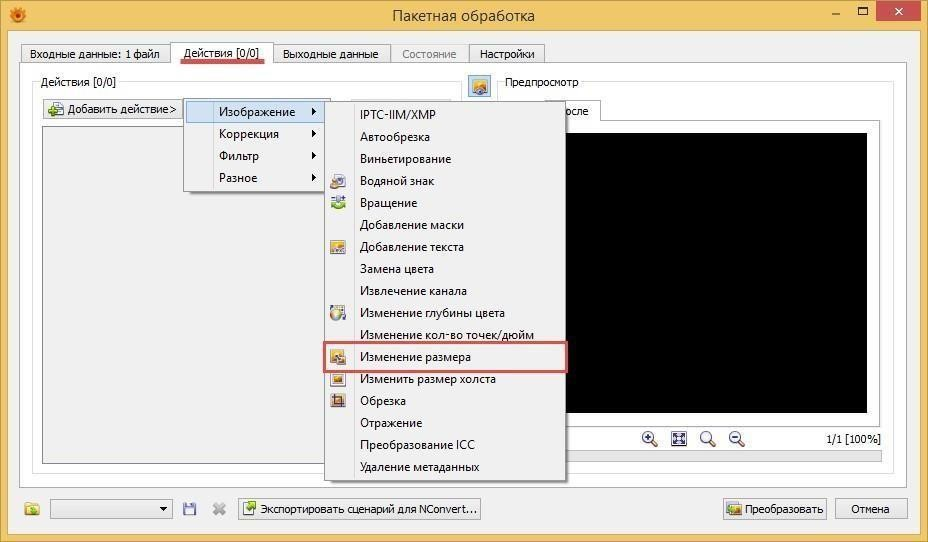 Пакетная обработка
Входные данные: 1 файл
Действия [0/0]
Выходные данные
Состояние
Настройки
Действия [0/0]
Предпросмотр
Добавить действие>
Изображение
Коррекция
Фильтр
Разное
IPTC-IIM/XMP
Автообрезка
Виньетирование
Водяной знак
Вращение
Добавление маски
Добавление текста
Замена цвета
Извлечение канала
Изменение глубины цвета
Изменение кол-во точек/дюйм
Изменение размера
Изменить размер холста
Обрезка
Отражение
Преобразование ICC
Удаление метаданных
осле
1/1 [100%]
Экспортировать сценарий для NConvert...
Преобразовать
Отмена